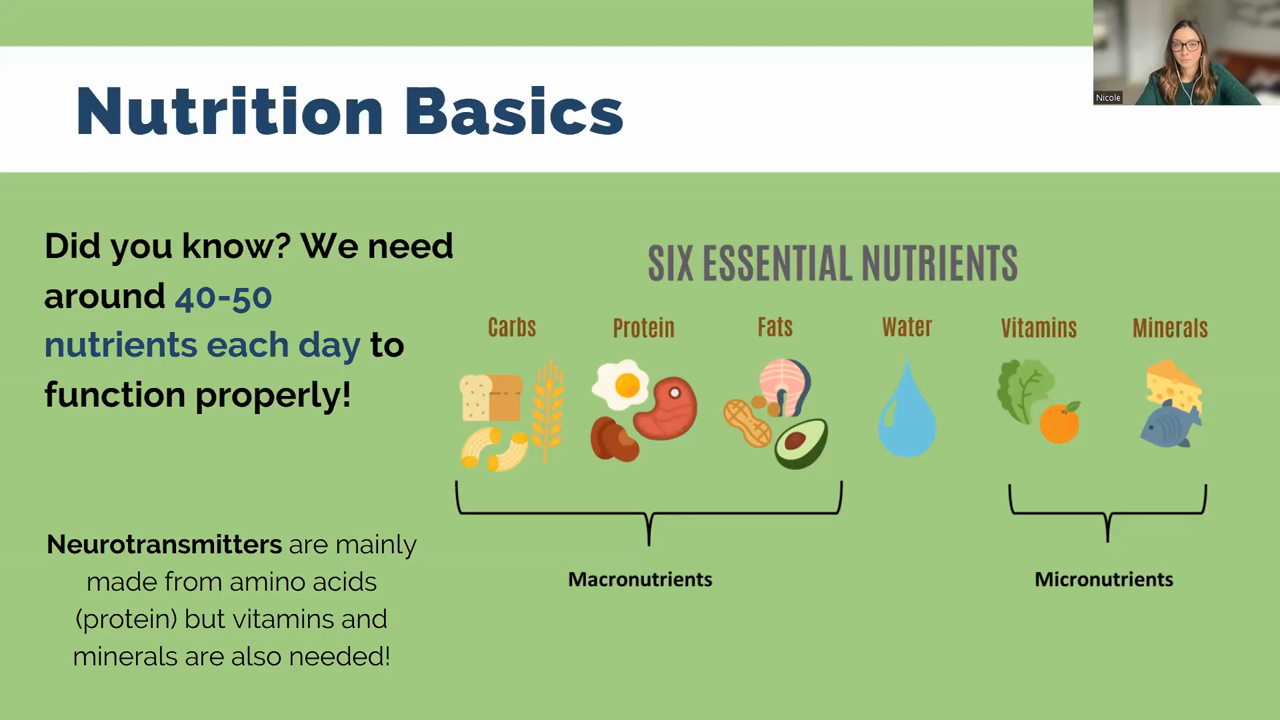 Nutrition Basics
Nicole
Did you know? We need
around 40-50
nutrients each day to
function properly!
SIX ESSENTIAL NUTRIENTS
Carbs
Protein
Fats
Water
Vitamins
Minerals
Macronutrients
Micronutrients
Neurotransmitters are mainly
made from amino acids
(protein) but vitamins and
minerals are also needed!